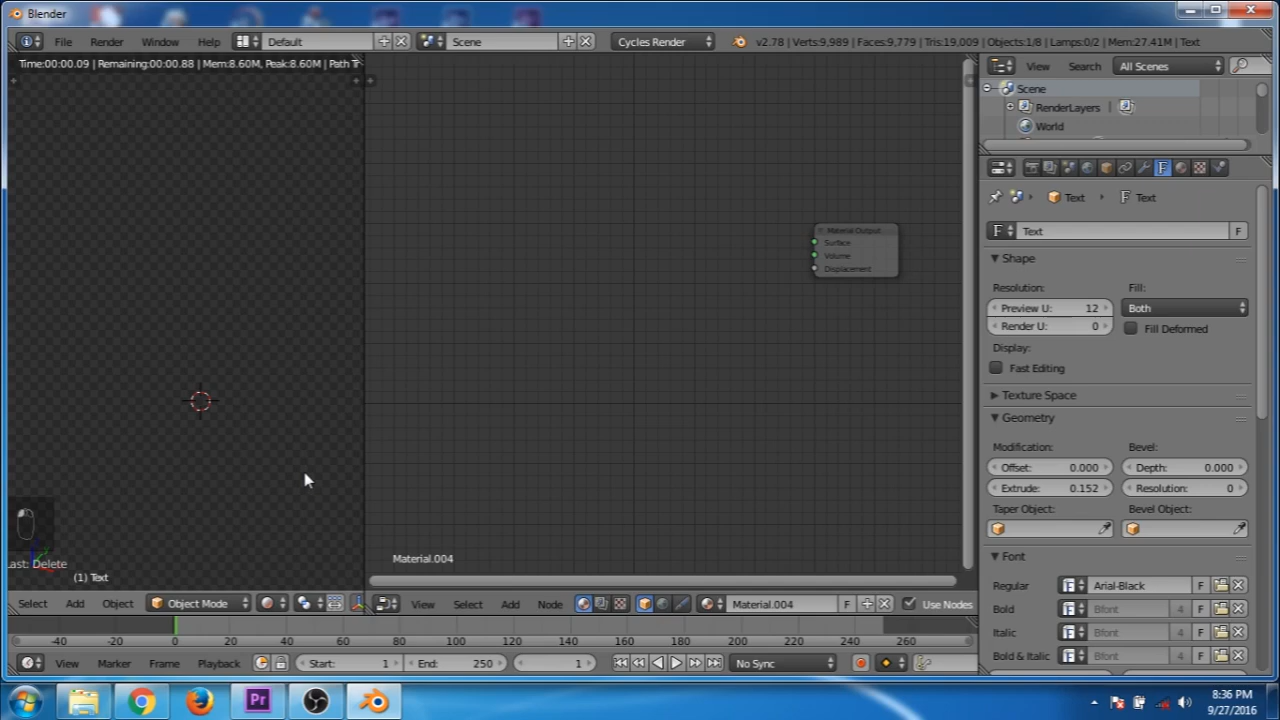 Blender
File Render Window Help Default Scene Cycles Render v2.78 | Verts:9,989 | Faces:9,779 | Tris:19,009 | Objects:1/8 | Lamps:0/2 | Mem:27.41M | Text
Time:00:00.09 | Remaining:00:00.88 | Mem:8.60M, Peak:8.60M | Path Tr
View Search All Scenes
Scene
RenderLayers
World
Text Text
F Text F
Material Output
Surface
Volume
Displacement
Shape
Resolution: Fill:
Preview U: 12 Both
Render U: 0 Fill Deformed
Display:
Fast Editing
Texture Space
Geometry
Modification: Bevel:
Offset: 0.000 Depth: 0.000
Extrude: 0.152 Resolution: 0
Taper Object: Bevel Object:
Font
Regular Arial-Black F
Bold Bfont 4 F
Italic Bfont 4 F
Bold & Italic Bfont 4 F
Last: Delete
(1) Text
Material.004
Select Add Object Object Mode
View Select Add Node Material.004 F Use Nodes
-40 -20 0 20 40 60 80 100 120 140 160 180 200 220 240 260
View Marker Frame Playback Start: 1 End: 250 1 No Sync
Pr
8:36 PM
9/27/2016